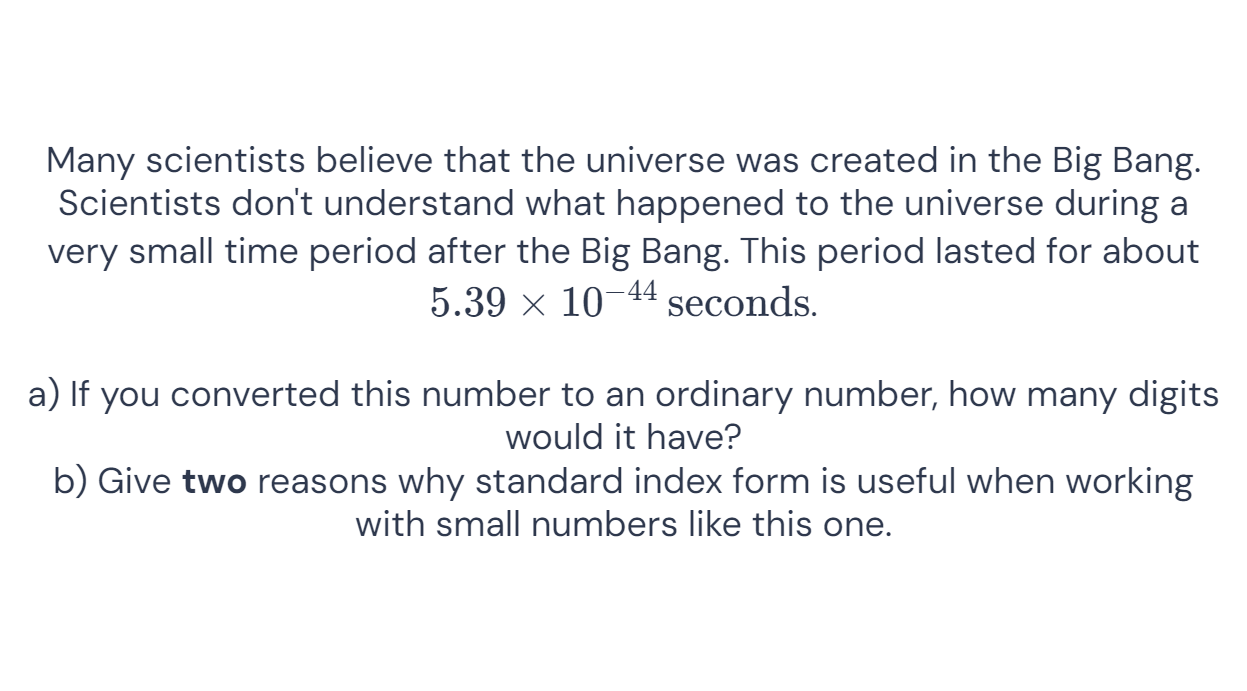 Many scientists believe that the universe was created in the Big Bang.
Scientists don't understand what happened to the universe during a
very small time period after the Big Bang. This period lasted for about
5.39 × 10⁻⁴⁴ seconds.
a) If you converted this number to an ordinary number, how many digits
would it have?
b) Give two reasons why standard index form is useful when working
with small numbers like this one.